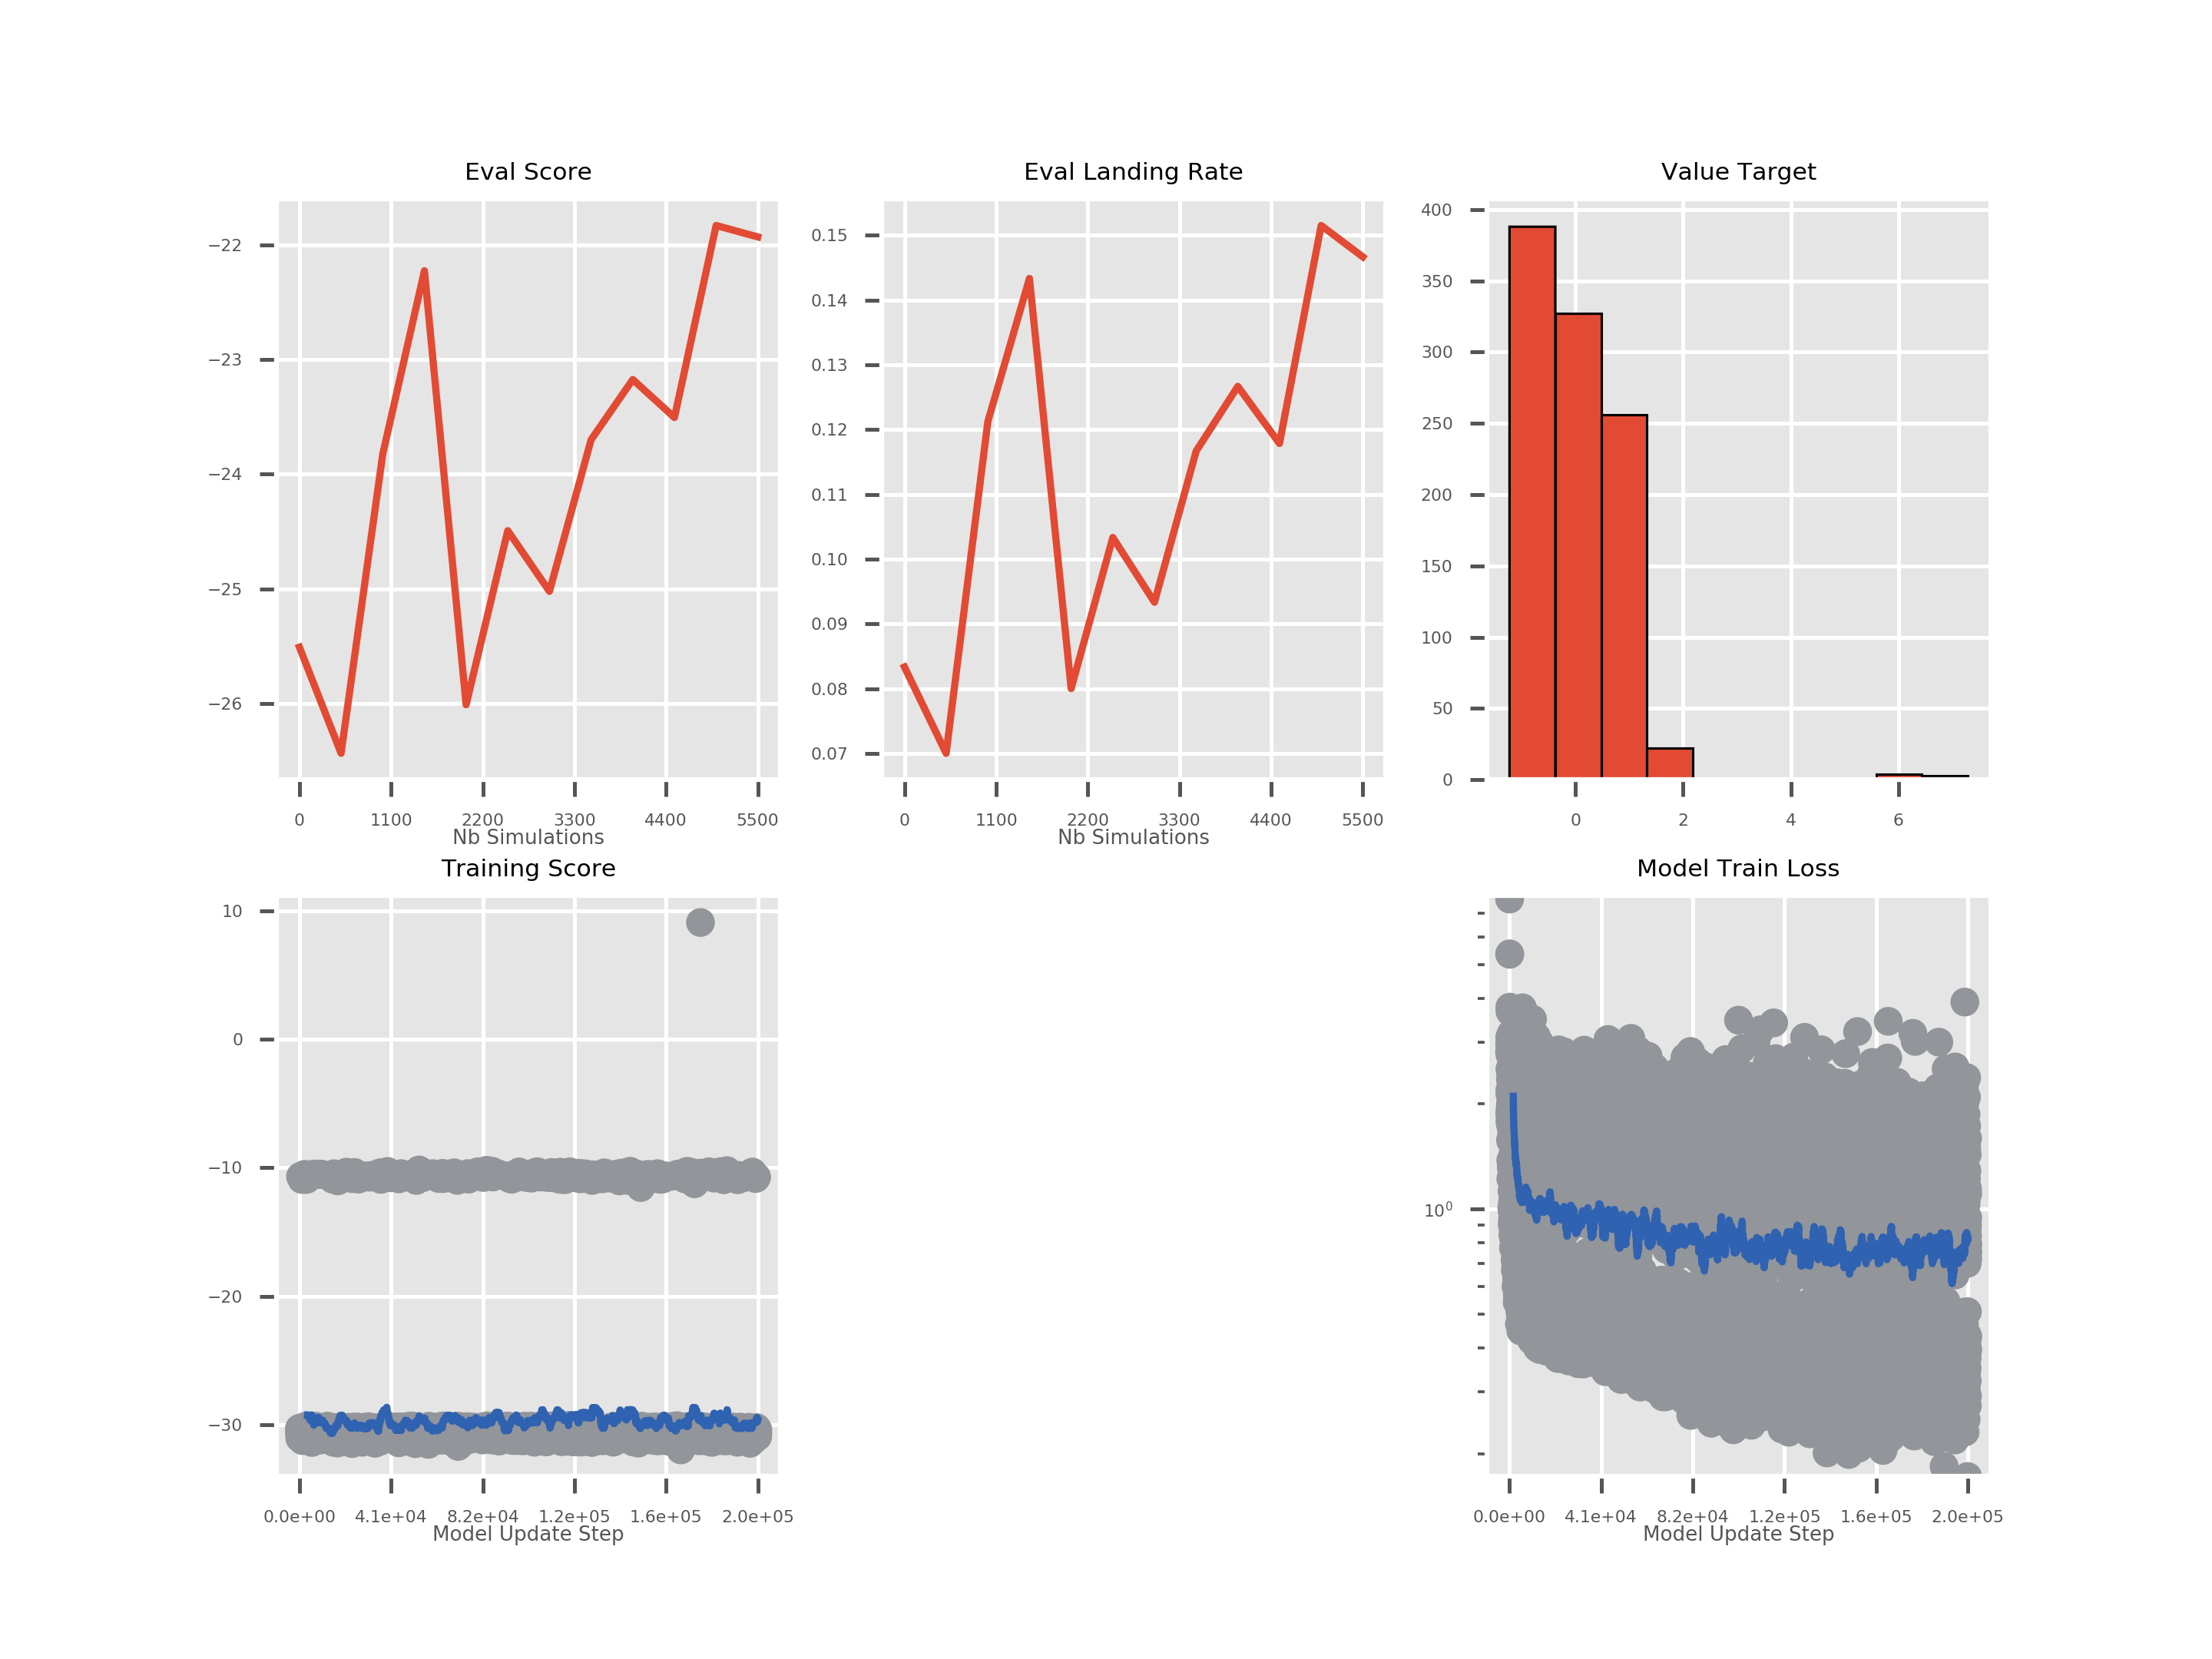 Eval Score
Eval Landing Rate
Value Target
−22
−23
−24
−25
−26
0
1100
2200
3300
4400
5500
Nb Simulations
0.15
0.14
0.13
0.12
0.11
0.10
0.09
0.08
0.07
0
1100
2200
3300
4400
5500
Nb Simulations
400
350
300
250
200
150
100
50
0
0
2
4
6
Training Score
Model Train Loss
10
0
−10
−20
−30
0.0e+00
4.1e+04
8.2e+04
1.2e+05
1.6e+05
2.0e+05
Model Update Step
10⁰
0.0e+00
4.1e+04
8.2e+04
1.2e+05
1.6e+05
2.0e+05
Model Update Step